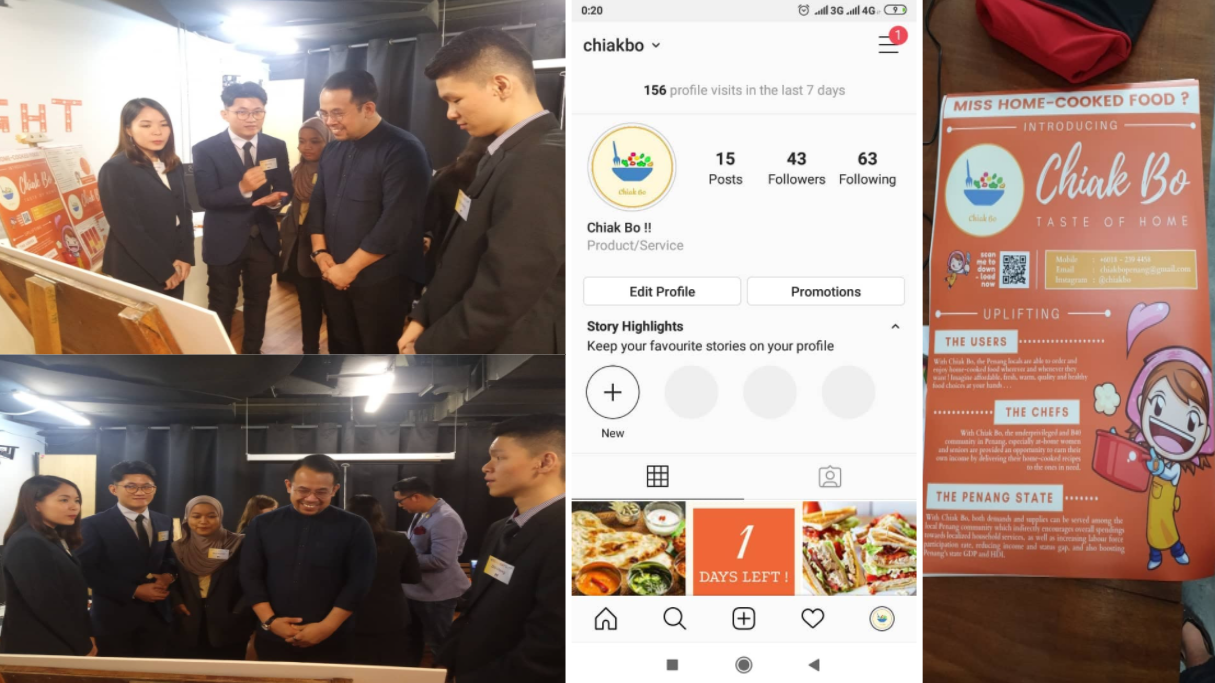 GHT
Chiak Bo
0:20
3G 4G 9
chiakbo
1
156 profile visits in the last 7 days
15 43 63
Posts Followers Following
Chiak Bo
Chiak Bo !!
Product/Service
Edit Profile Promotions
Story Highlights
Keep your favourite stories on your profile
New
1
DAYS LEFT !
MISS HOME-COOKED FOOD ?
INTRODUCING
Chiak Bo
Chiak Bo
TASTE OF HOME
scan
me to
down
-load
now
Mobile :
Email : chiakbopenang@gmail.com
Instagram : @chiakbo
UPLIFTING
THE USERS
With Chiak Bo, the Penang locals are able to order and
enjoy home-cooked food wherever and whenever they
want ! Imagine affordable, fresh, warm, quality and healthy
food choices at your hands . . .
THE CHEFS
With Chiak Bo, the underprivileged and B40
community in Penang, especially at-home women
and seniors are provided an opportunity to earn their
own income by delivering their home-cooked recipes
to the ones in need.
THE PENANG STATE
With Chiak Bo, both demands and supplies can be served among the
local Penang community which indirectly encourages overall spendings
towards localized household services, as well as increasing labour force
participation rate, reducing income and status gap, and also boosting
Penang's state GDP and HDI.